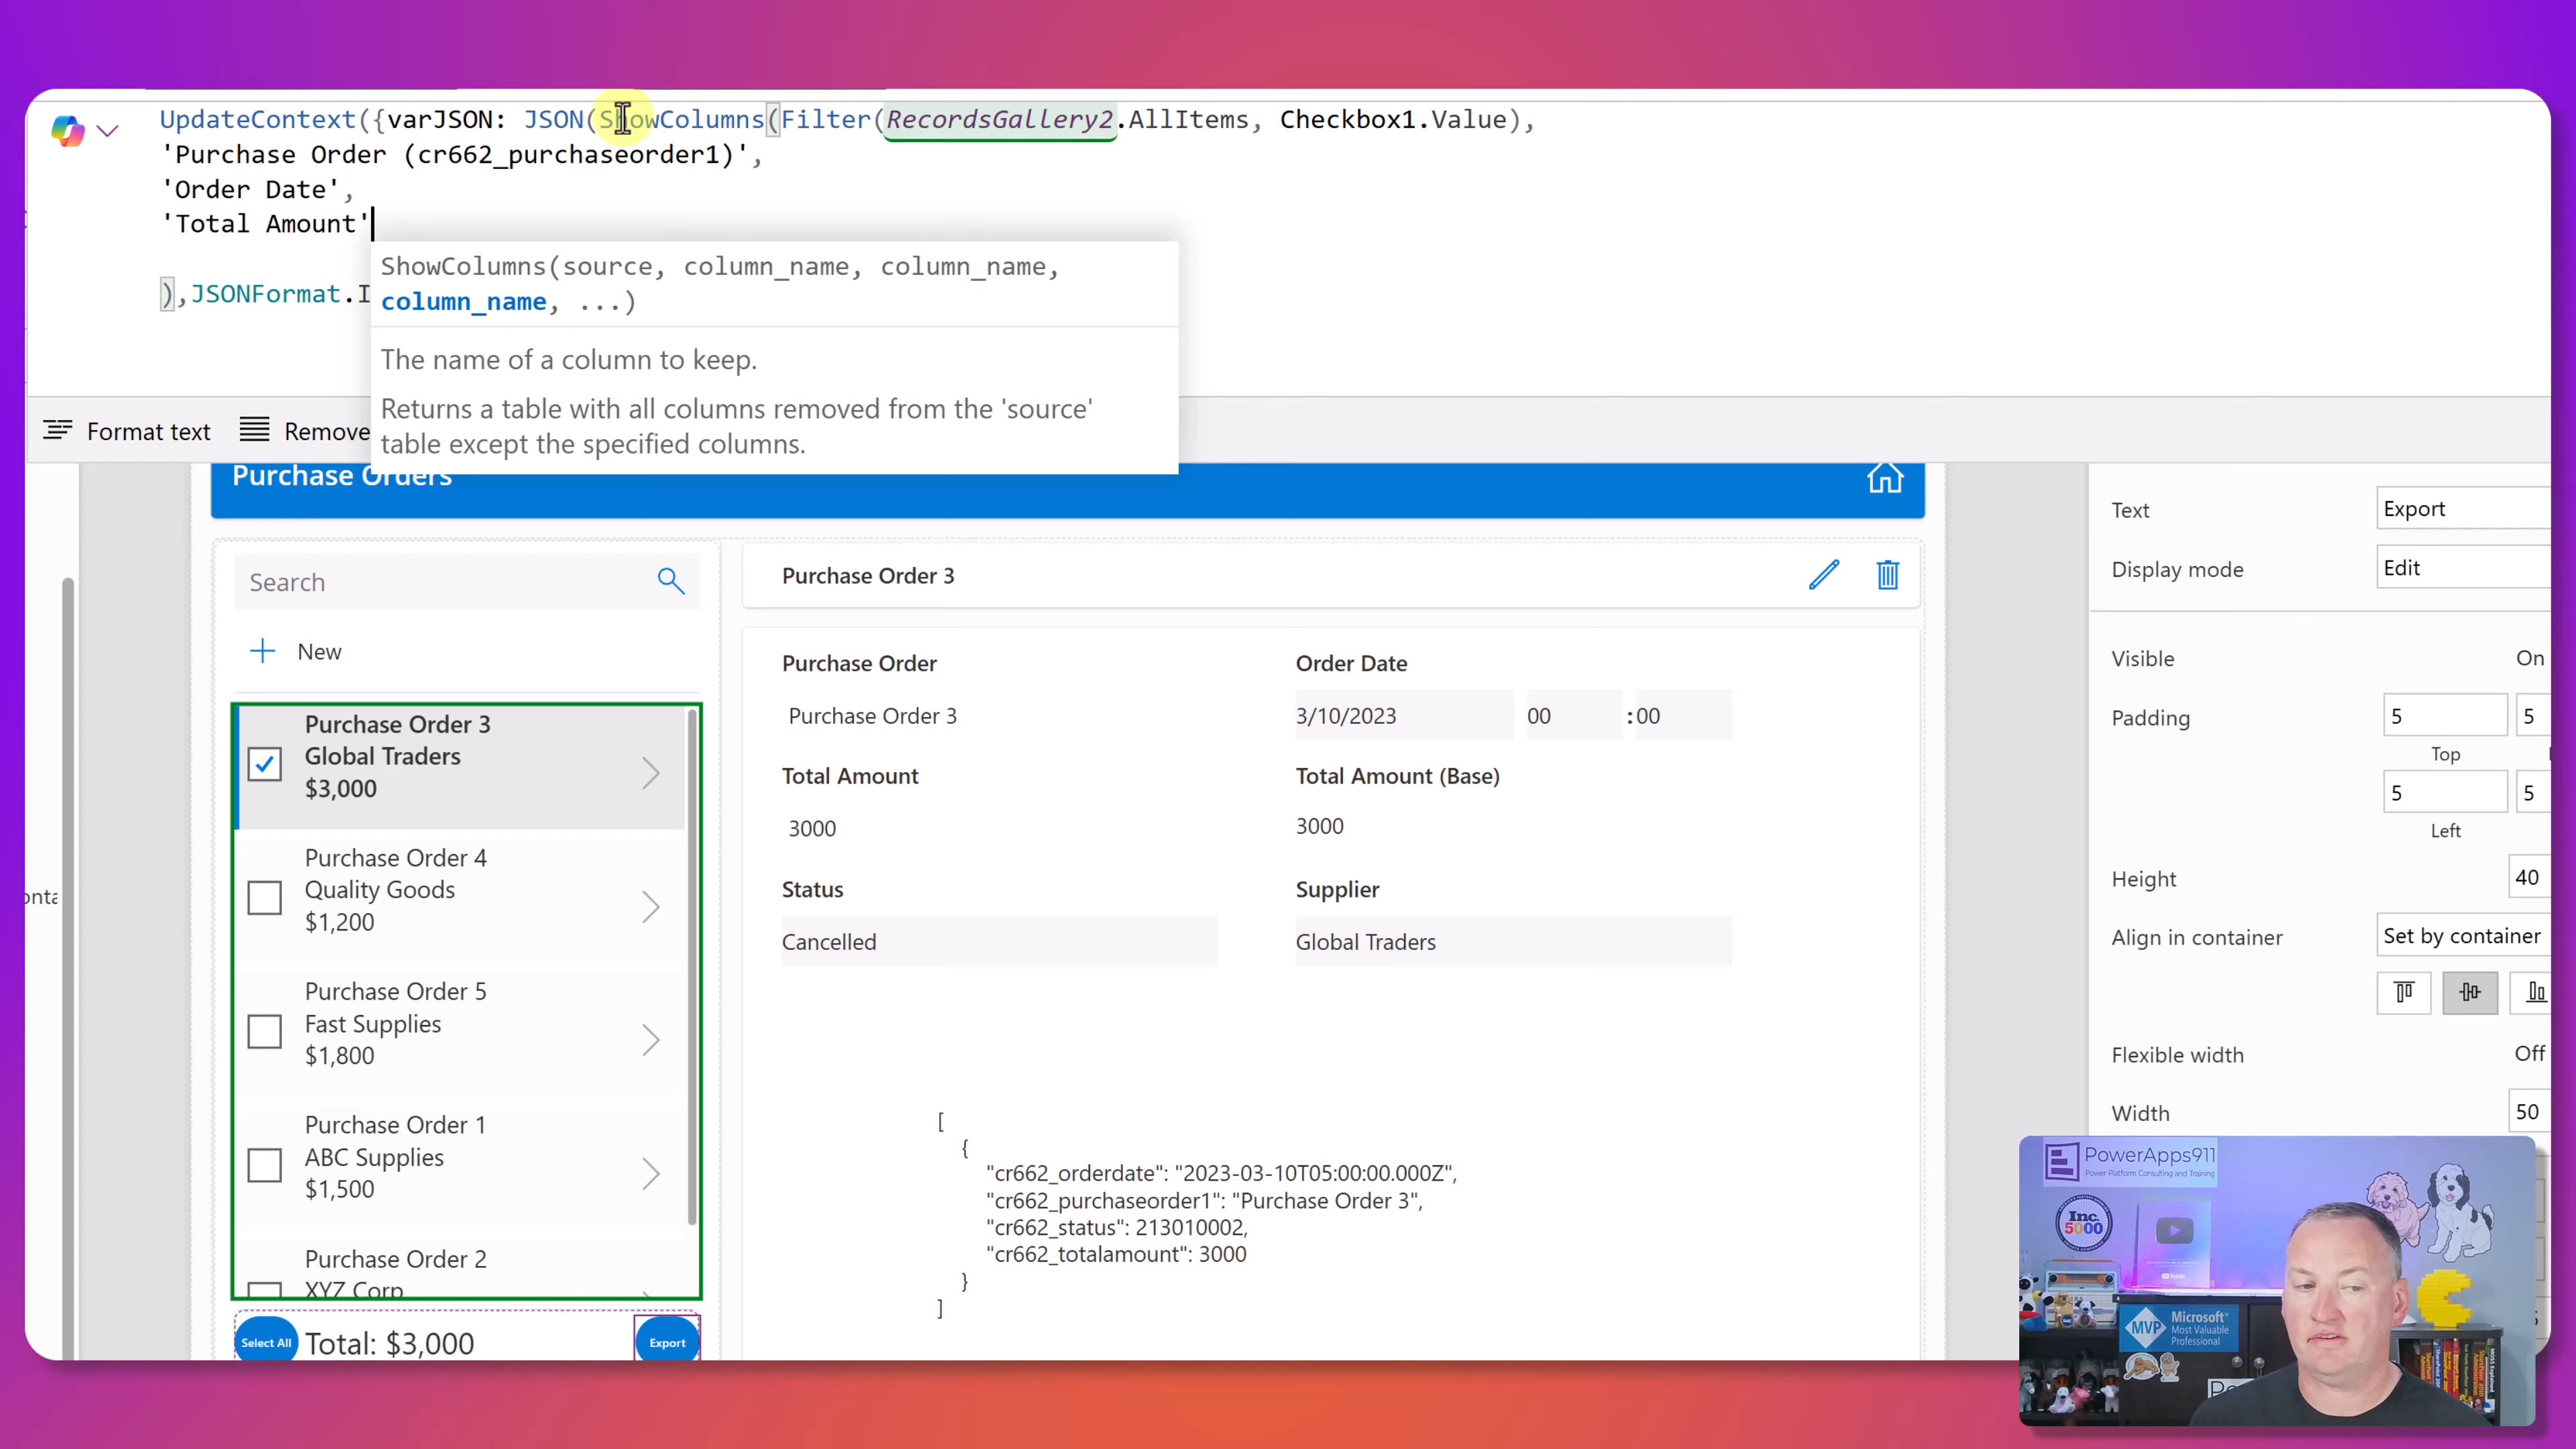 UpdateContext({varJSON: JSON(ShowColumns(Filter(RecordsGallery2.AllItems, Checkbox1.Value),
'Purchase Order (cr662_purchaseorder1)',
'Order Date',
'Total Amount'
ShowColumns(source, column_name, column_name,
column_name, ...)
),JSONFormat.I
The name of a column to keep.
Returns a table with all columns removed from the 'source'
table except the specified columns.
Format text
Remove
Purchase Orders
Search
New
Purchase Order 3
Global Traders
$3,000
Purchase Order 4
Quality Goods
$1,200
Purchase Order 5
Fast Supplies
$1,800
Purchase Order 1
ABC Supplies
$1,500
Purchase Order 2
XYZ Corp
Select All
Total: $3,000
Export
Purchase Order 3
Purchase Order
Order Date
Purchase Order 3
3/10/2023
00
:00
Total Amount
Total Amount (Base)
3000
3000
Status
Supplier
Cancelled
Global Traders
[
{
"cr662_orderdate": "2023-03-10T05:00:00.000Z",
"cr662_purchaseorder1": "Purchase Order 3",
"cr662_status": 213010002,
"cr662_totalamount": 3000
}
]
Text
Export
Display mode
Edit
Visible
On
Padding
5
5
Top
5
5
Left
Height
40
Align in container
Set by container
Flexible width
Off
Width
50
PowerApps911
Power Platform Consulting and Training
Inc.
5000
Microsoft
MVP
Most Valuable
Professional